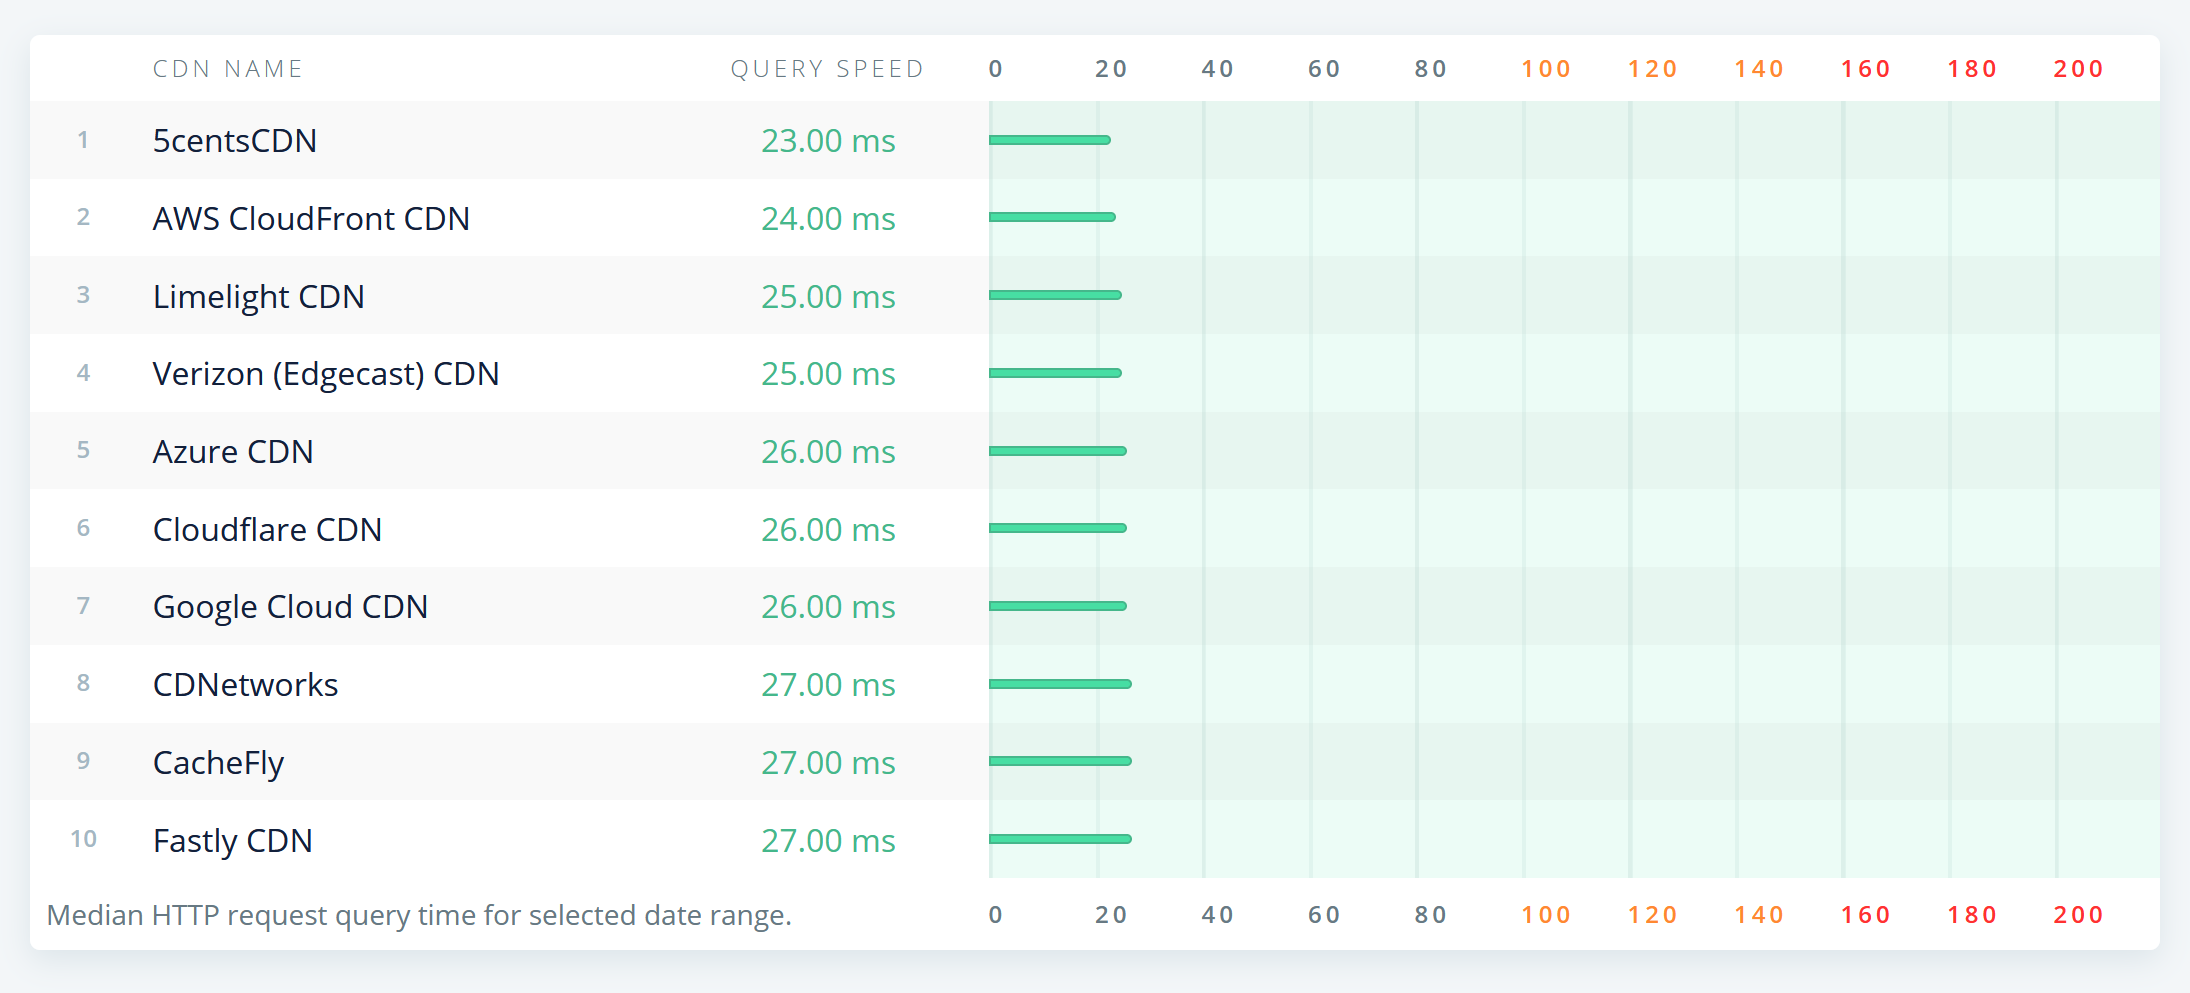 CDN NAME QUERY SPEED 0 20 40 60 80 100 120 140 160 180 200
1 5centsCDN 23.00 ms
2 AWS CloudFront CDN 24.00 ms
3 Limelight CDN 25.00 ms
4 Verizon (Edgecast) CDN 25.00 ms
5 Azure CDN 26.00 ms
6 Cloudflare CDN 26.00 ms
7 Google Cloud CDN 26.00 ms
8 CDNetworks 27.00 ms
9 CacheFly 27.00 ms
10 Fastly CDN 27.00 ms
Median HTTP request query time for selected date range. 0 20 40 60 80 100 120 140 160 180 200